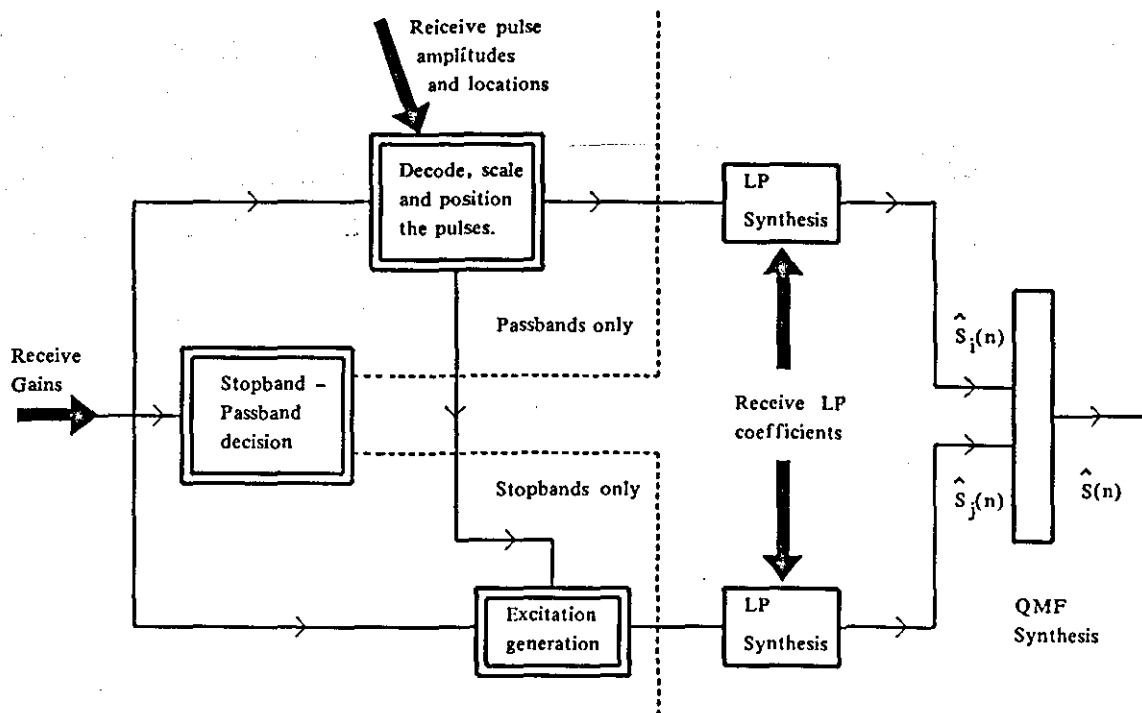 Reiceive pulse
amplitudes
and locations
Decode, scale
and position
the pulses.
LP
Synthesis
Passbands only
Ŝi(n)
Receive
Gains
Stopband –
Passband
decision
Receive LP
coefficients
Stopbands only
Ŝj(n)
Ŝ(n)
Excitation
generation
LP
Synthesis
QMF
Synthesis